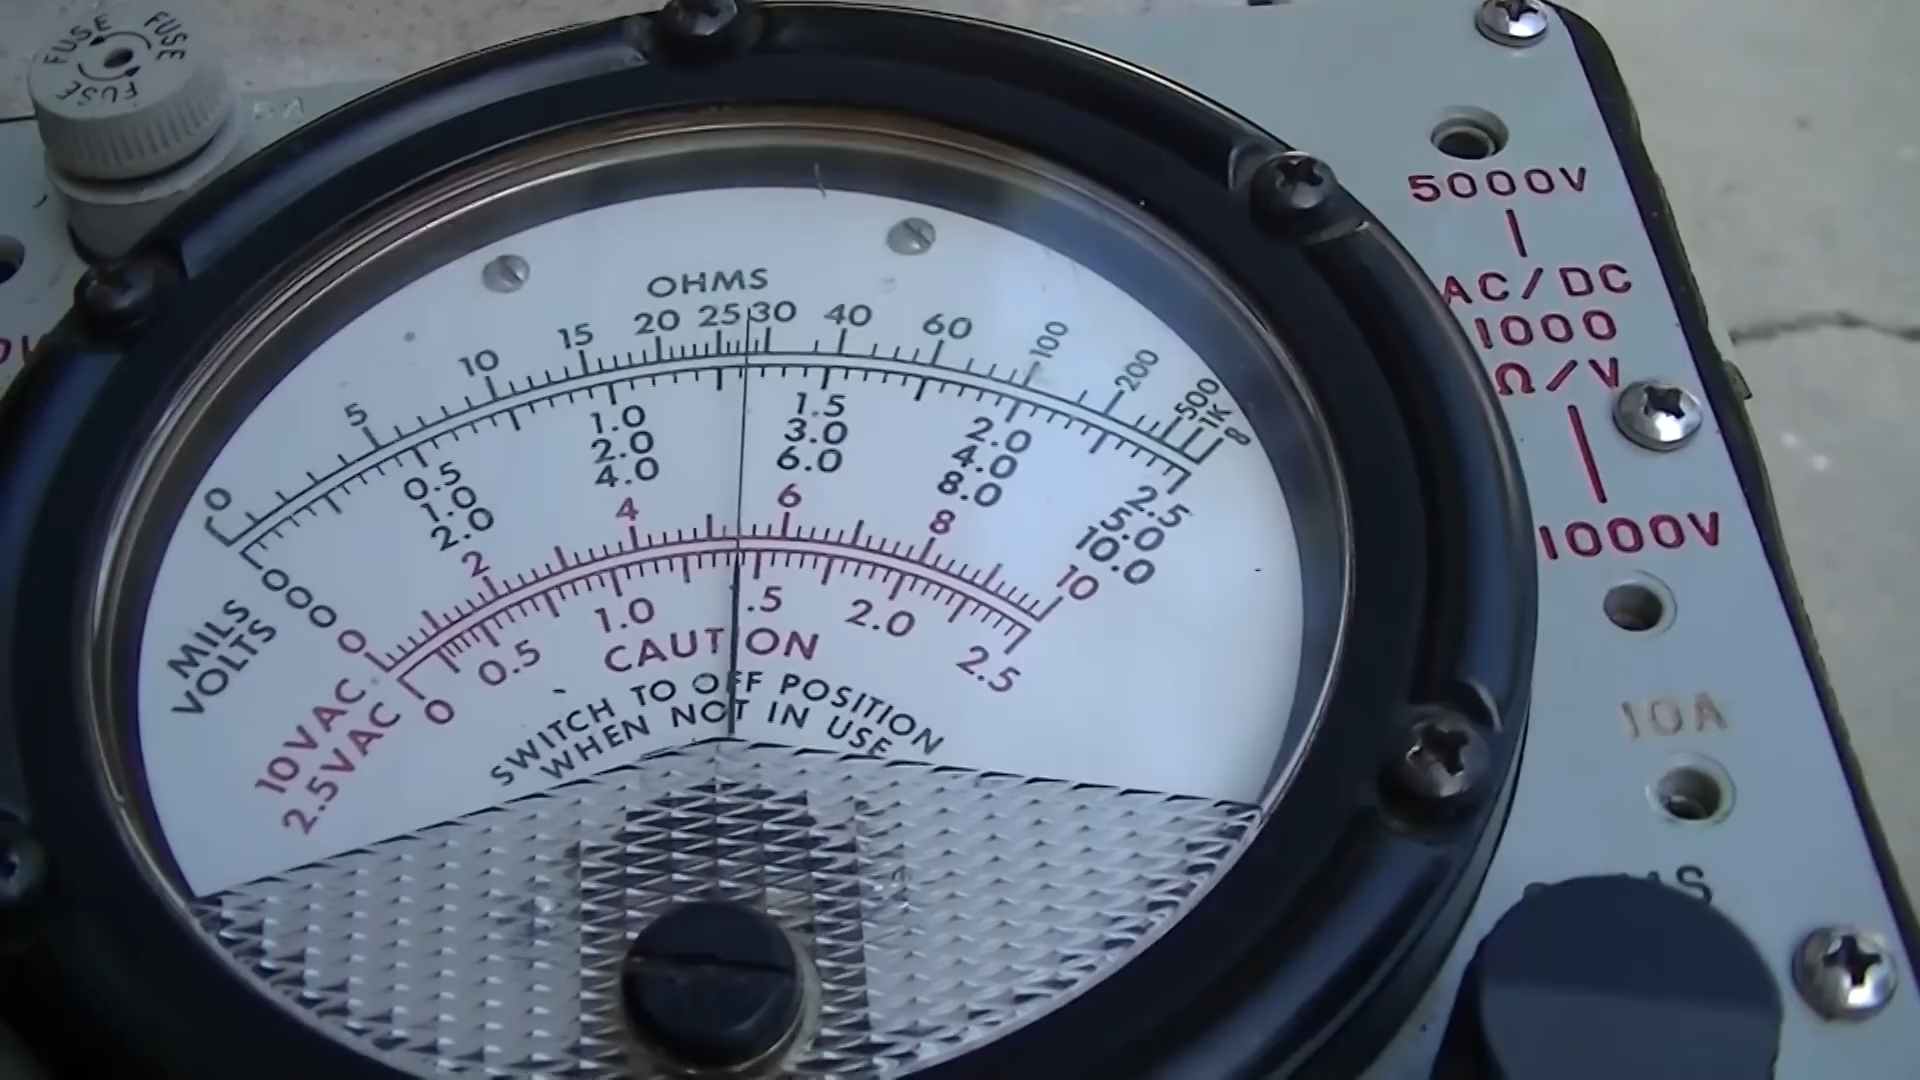 FUSE FUSE FUSE
OHMS
0 5 10 15 20 25 30 40 60 100 200 500 1K ∞
0 0.5 1.0 1.5 2.0 2.5
0 1.0 2.0 3.0 4.0 5.0
0 2.0 4.0 6.0 8.0 10.0
MILS
VOLTS
0 2 4 6 8 10
10VAC
2.5VAC
0 0.5 1.0 .5 2.0 2.5
CAUTION
SWITCH TO OFF POSITION
WHEN NOT IN USE
5000V
AC/DC
1000
Ω/V
1000V
10A